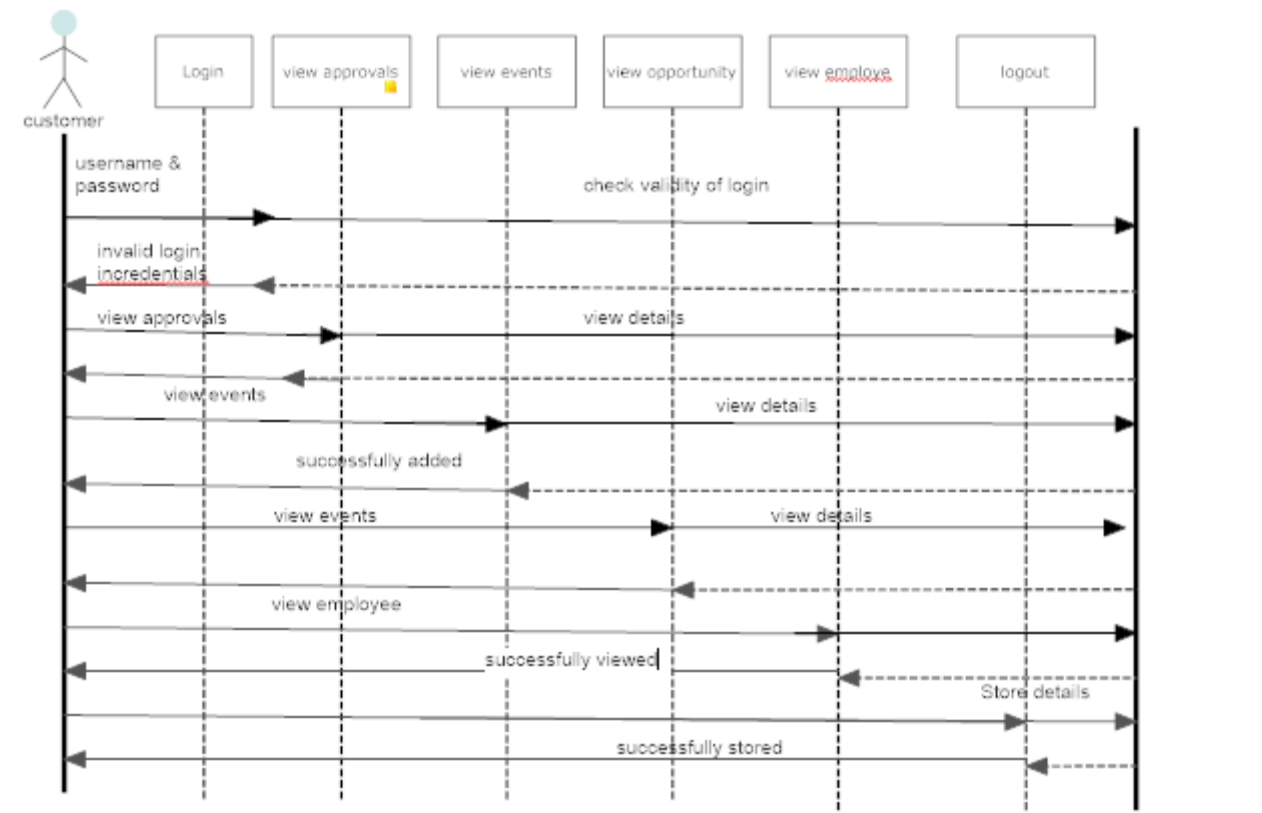 Login
view approvals
view events
view opportunity
view employe
logout
customer
username &
password
check validity of login
invalid login
incredentials
view approvals
view details
view events
view details
successfully added
view events
view details
view employee
successfully viewed
Store details
successfully stored